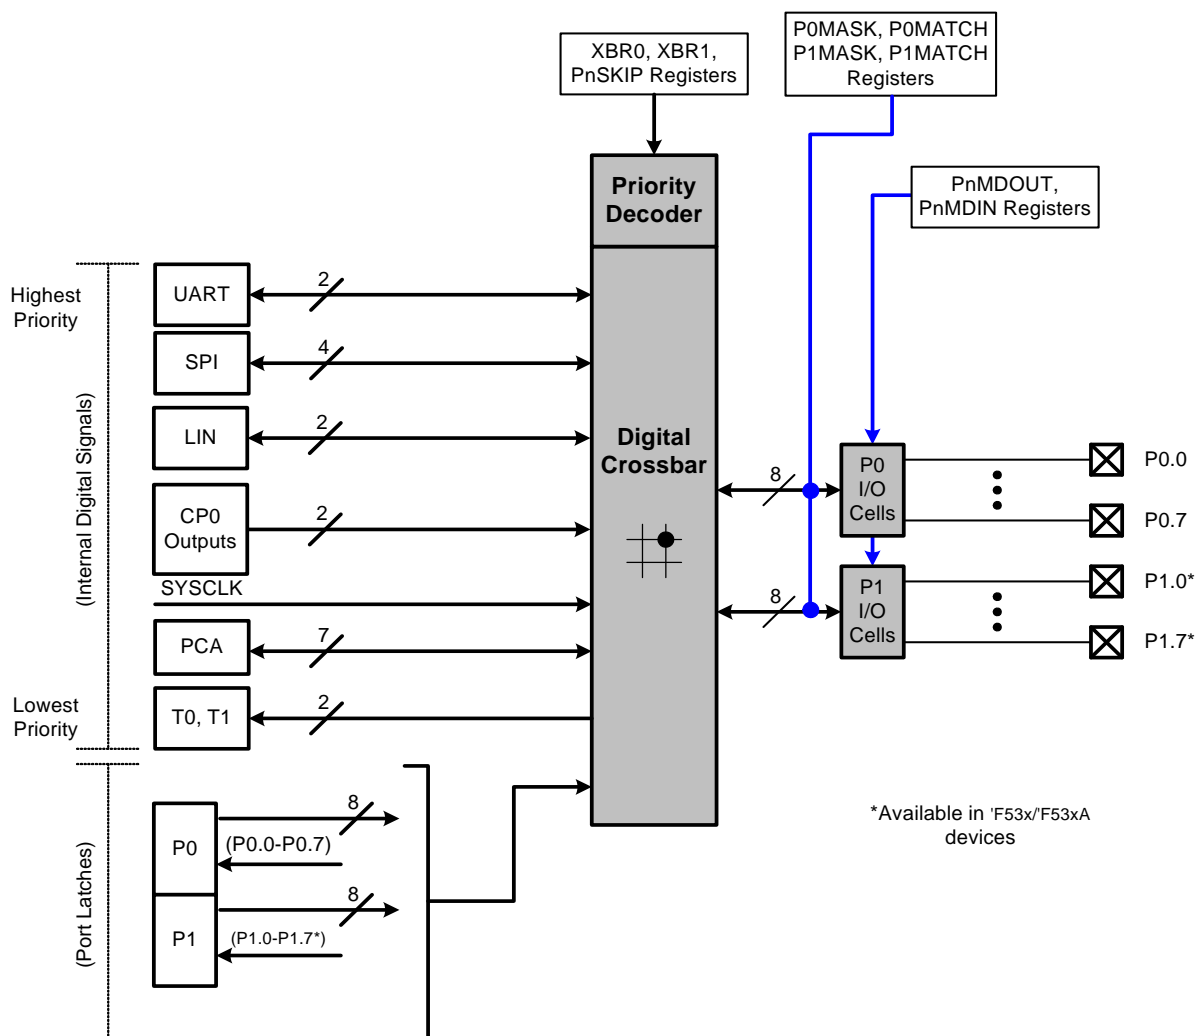 XBR0, XBR1,
PnSKIP Registers
P0MASK, P0MATCH
P1MASK, P1MATCH
Registers
Priority
Decoder
PnMDOUT,
PnMDIN Registers
Highest
Priority
(Internal Digital Signals)
UART
2
SPI
4
LIN
2
Digital
Crossbar
CP0
Outputs
2
SYSCLK
PCA
7
Lowest
Priority
T0, T1
2
8
P0
I/O
Cells
P0.0
P0.7
8
P1
I/O
Cells
P1.0*
P1.7*
(Port Latches)
P0
8
(P0.0-P0.7)
P1
8
(P1.0-P1.7*)
*Available in 'F53x/'F53xA
devices